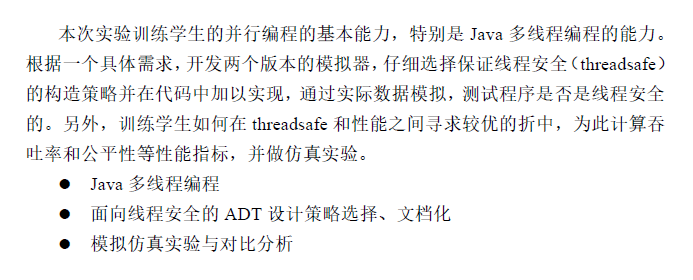 本次实验训练学生的并行编程的基本能力，特别是 Java 多线程编程的能力。
根据一个具体需求，开发两个版本的模拟器，仔细选择保证线程安全（threadsafe）
的构造策略并在代码中加以实现，通过实际数据模拟，测试程序是否是线程安全
的。另外，训练学生如何在 threadsafe 和性能之间寻求较优的折中，为此计算吞
吐率和公平性等性能指标，并做仿真实验。
● Java 多线程编程
● 面向线程安全的 ADT 设计策略选择、文档化
● 模拟仿真实验与对比分析